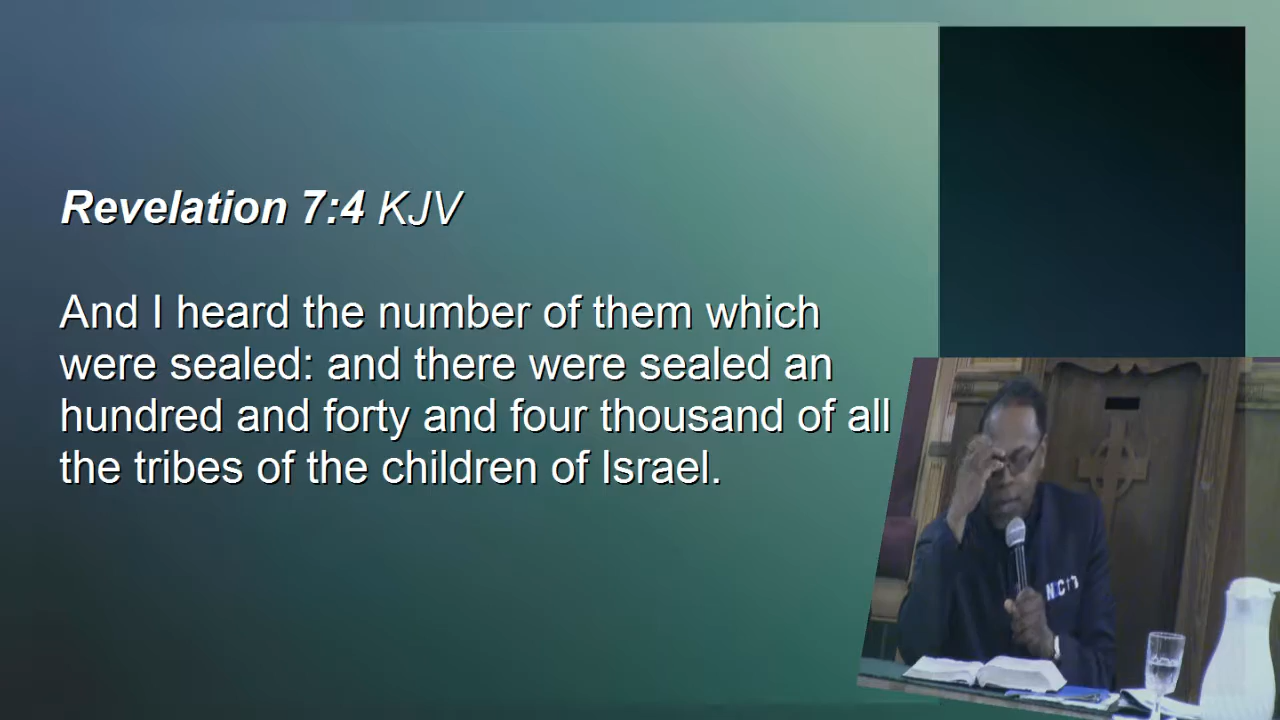 Revelation 7:4 KJV
And I heard the number of them which
were sealed: and there were sealed an
hundred and forty and four thousand of all
the tribes of the children of Israel.